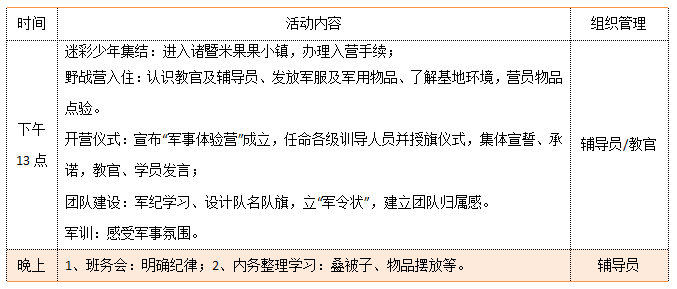 时间 活动内容 组织管理
迷彩少年集结：进入诸暨米果果小镇，办理入营手续；
野战营入住：认识教官及辅导员、发放军服及军用物品、了解基地环境，营员物品
点验。
下午
13 点
开营仪式：宣布“军事体验营”成立，任命各级训导人员并授旗仪式，集体宣誓、承
诺，教官、学员发言；
团队建设：军纪学习、设计队名队旗，立“军令状”，建立团队归属感。
军训：感受军事氛围。
辅导员/教官
晚上 1、班务会：明确纪律；2、内务整理学习：叠被子、物品摆放等。 辅导员